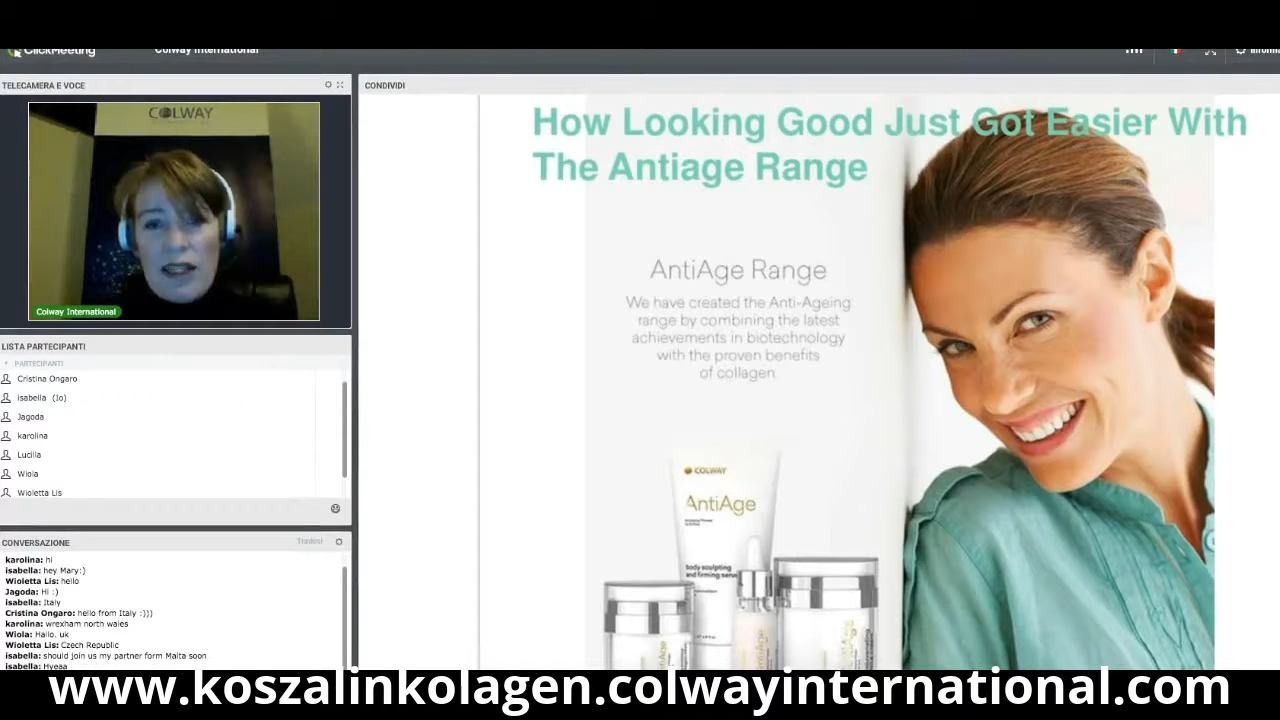 ClickMeeting
Colway International
TELECAMERA E VOCE
COLWAY
Colway International
LISTA PARTECIPANTI
PARTECIPANTI
Cristina Ongaro
isabella (Io)
Jagoda
karolina
Lucilla
Wiola
Wioletta Lis
CONVERSAZIONE
Traduci
karolina: hi
isabella: hey Mary:)
Wioletta Lis: hello
Jagoda: Hi :)
isabella: Italy
Cristina Ongaro: hello from Italy :)))
karolina: wrexham north wales
Wiola: Hallo. uk
Wioletta Lis: Czech Republic
isabella: should join us my partner form Malta soon
isabella: Hyeaa
CONDIVIDI
How Looking Good Just Got Easier With
The Antiage Range
AntiAge Range
We have created the Anti-Ageing
range by combining the latest
achievements in biotechnology
with the proven benefits
of collagen.
COLWAY
AntiAge
body sculpting
and firming serum
www.koszalinkolagen.colwayinternational.com